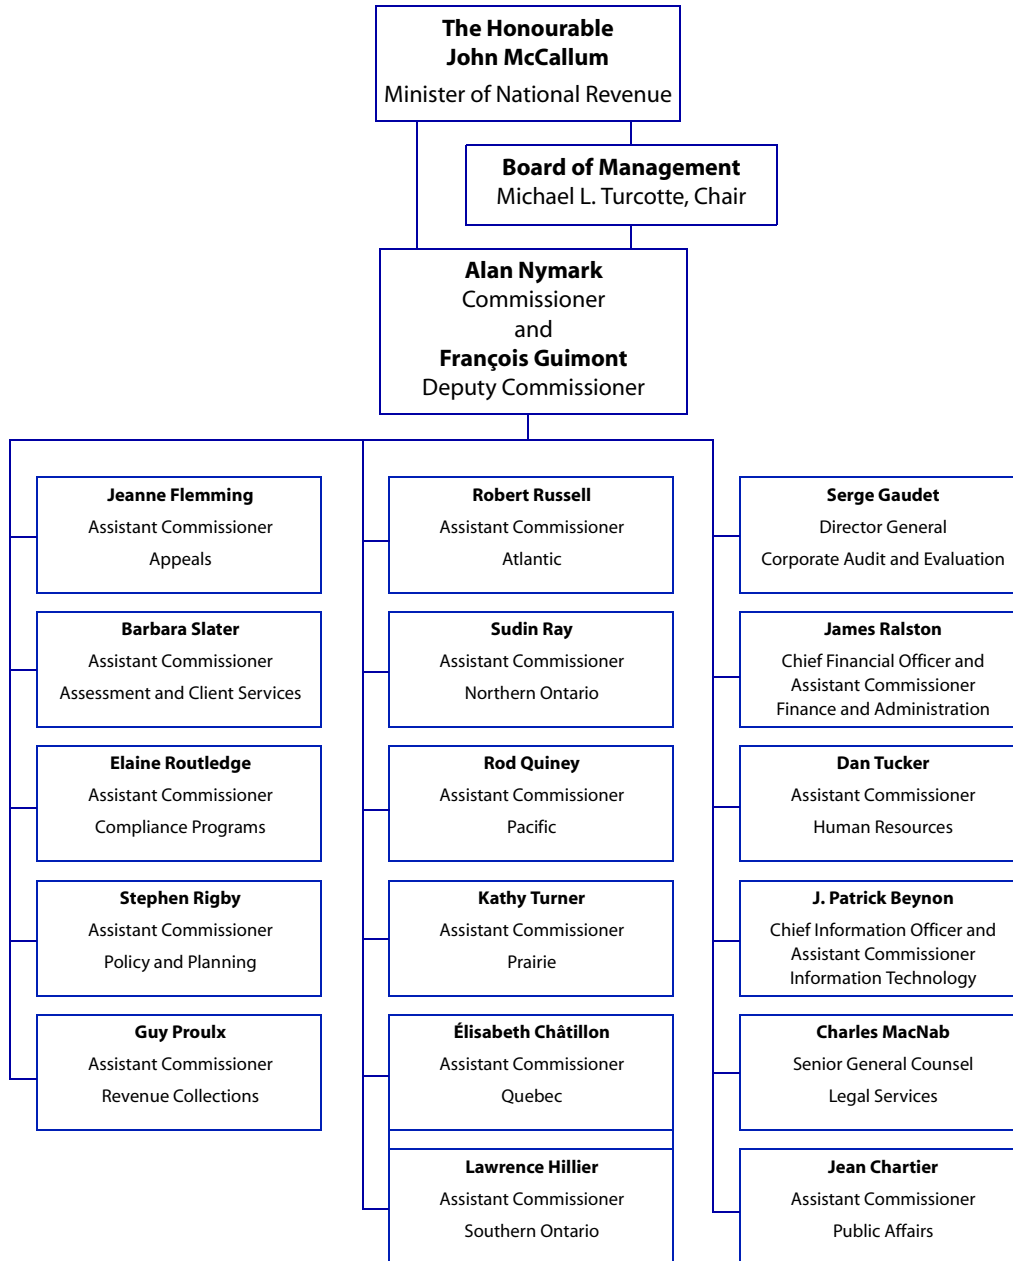 The Honourable
John McCallum
Minister of National Revenue
Board of Management
Michael L. Turcotte, Chair
Alan Nymark
Commissioner
and
François Guimont
Deputy Commissioner
Jeanne Flemming
Assistant Commissioner
Appeals
Barbara Slater
Assistant Commissioner
Assessment and Client Services
Elaine Routledge
Assistant Commissioner
Compliance Programs
Stephen Rigby
Assistant Commissioner
Policy and Planning
Guy Proulx
Assistant Commissioner
Revenue Collections
Robert Russell
Assistant Commissioner
Atlantic
Sudin Ray
Assistant Commissioner
Northern Ontario
Rod Quiney
Assistant Commissioner
Pacific
Kathy Turner
Assistant Commissioner
Prairie
Élisabeth Châtillon
Assistant Commissioner
Quebec
Lawrence Hillier
Assistant Commissioner
Southern Ontario
Serge Gaudet
Director General
Corporate Audit and Evaluation
James Ralston
Chief Financial Officer and
Assistant Commissioner
Finance and Administration
Dan Tucker
Assistant Commissioner
Human Resources
J. Patrick Beynon
Chief Information Officer and
Assistant Commissioner
Information Technology
Charles MacNab
Senior General Counsel
Legal Services
Jean Chartier
Assistant Commissioner
Public Affairs